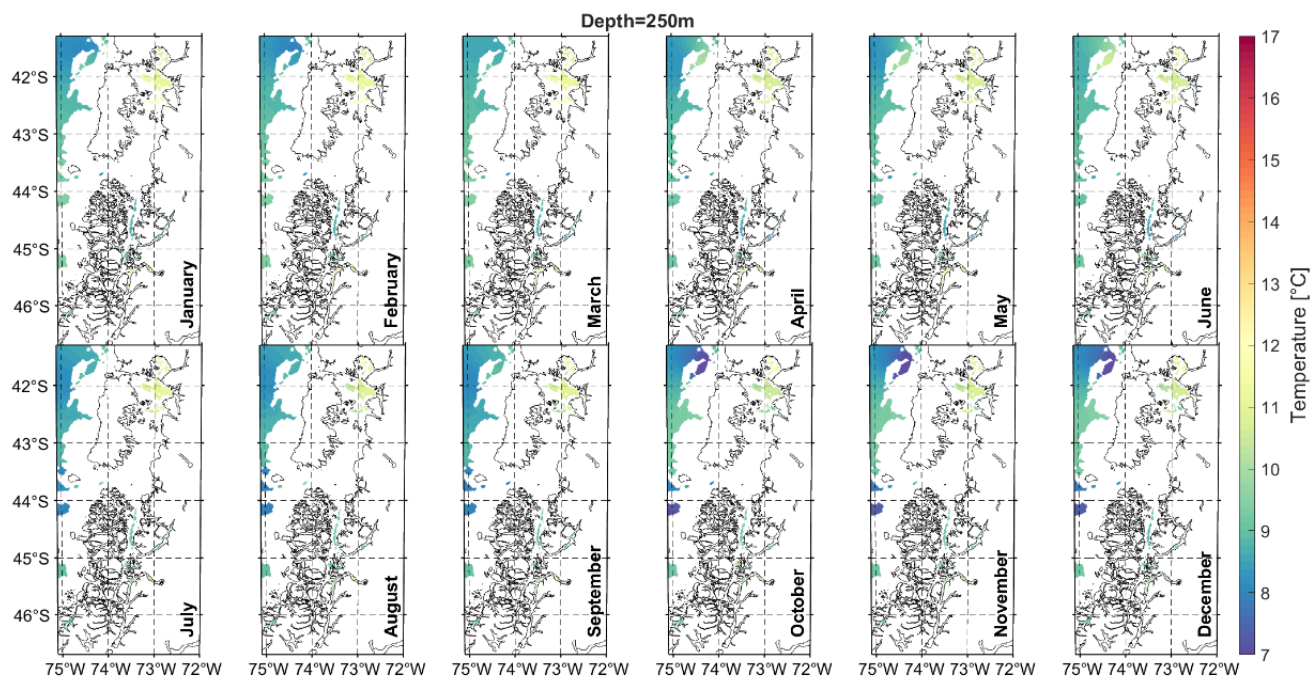 Depth=250m
42°S
43°S
44°S
45°S
46°S
January
February
March
April
May
June
42°S
43°S
44°S
45°S
46°S
July
August
September
October
November
December
75°W 74°W 73°W 72°W
75°W 74°W 73°W 72°W
75°W 74°W 73°W 72°W
75°W 74°W 73°W 72°W
75°W 74°W 73°W 72°W
75°W 74°W 73°W 72°W
17
16
15
14
13
12
11
10
9
8
7
Temperature [°C]